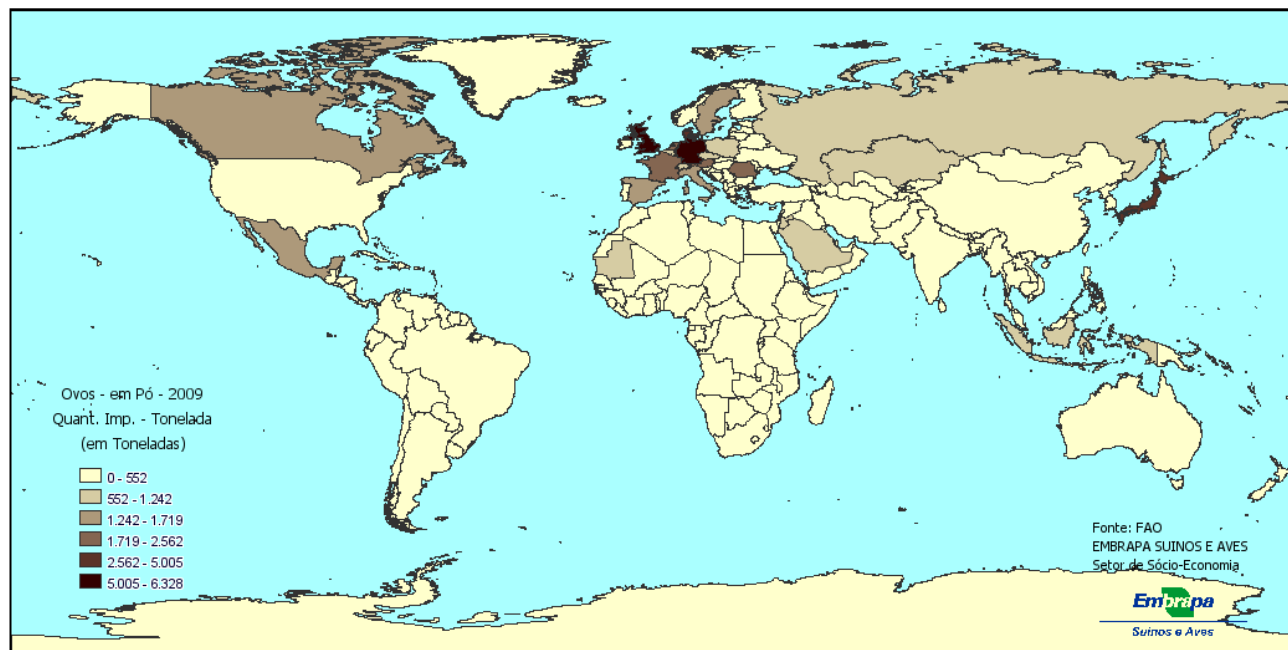 Ovos - em Pó - 2009
Quant. Imp. - Tonelada
(em Toneladas)
0 - 552
552 - 1.242
1.242 - 1.719
1.719 - 2.562
2.562 - 5.005
5.005 - 6.328
Fonte: FAO
EMBRAPA SUINOS E AVES
Setor de Sócio-Economia
Embrapa
Suínos e Aves